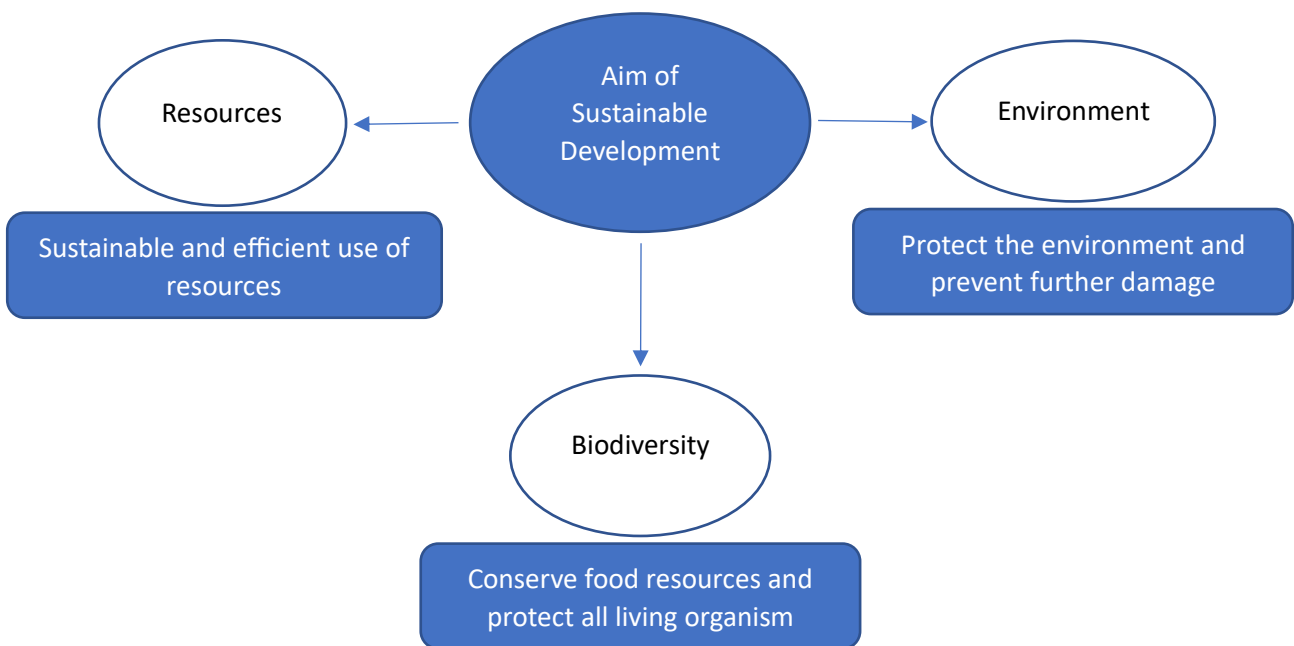 Aim of
Sustainable
Development
Resources
Sustainable and efficient use of
resources
Environment
Protect the environment and
prevent further damage
Biodiversity
Conserve food resources and
protect all living organism